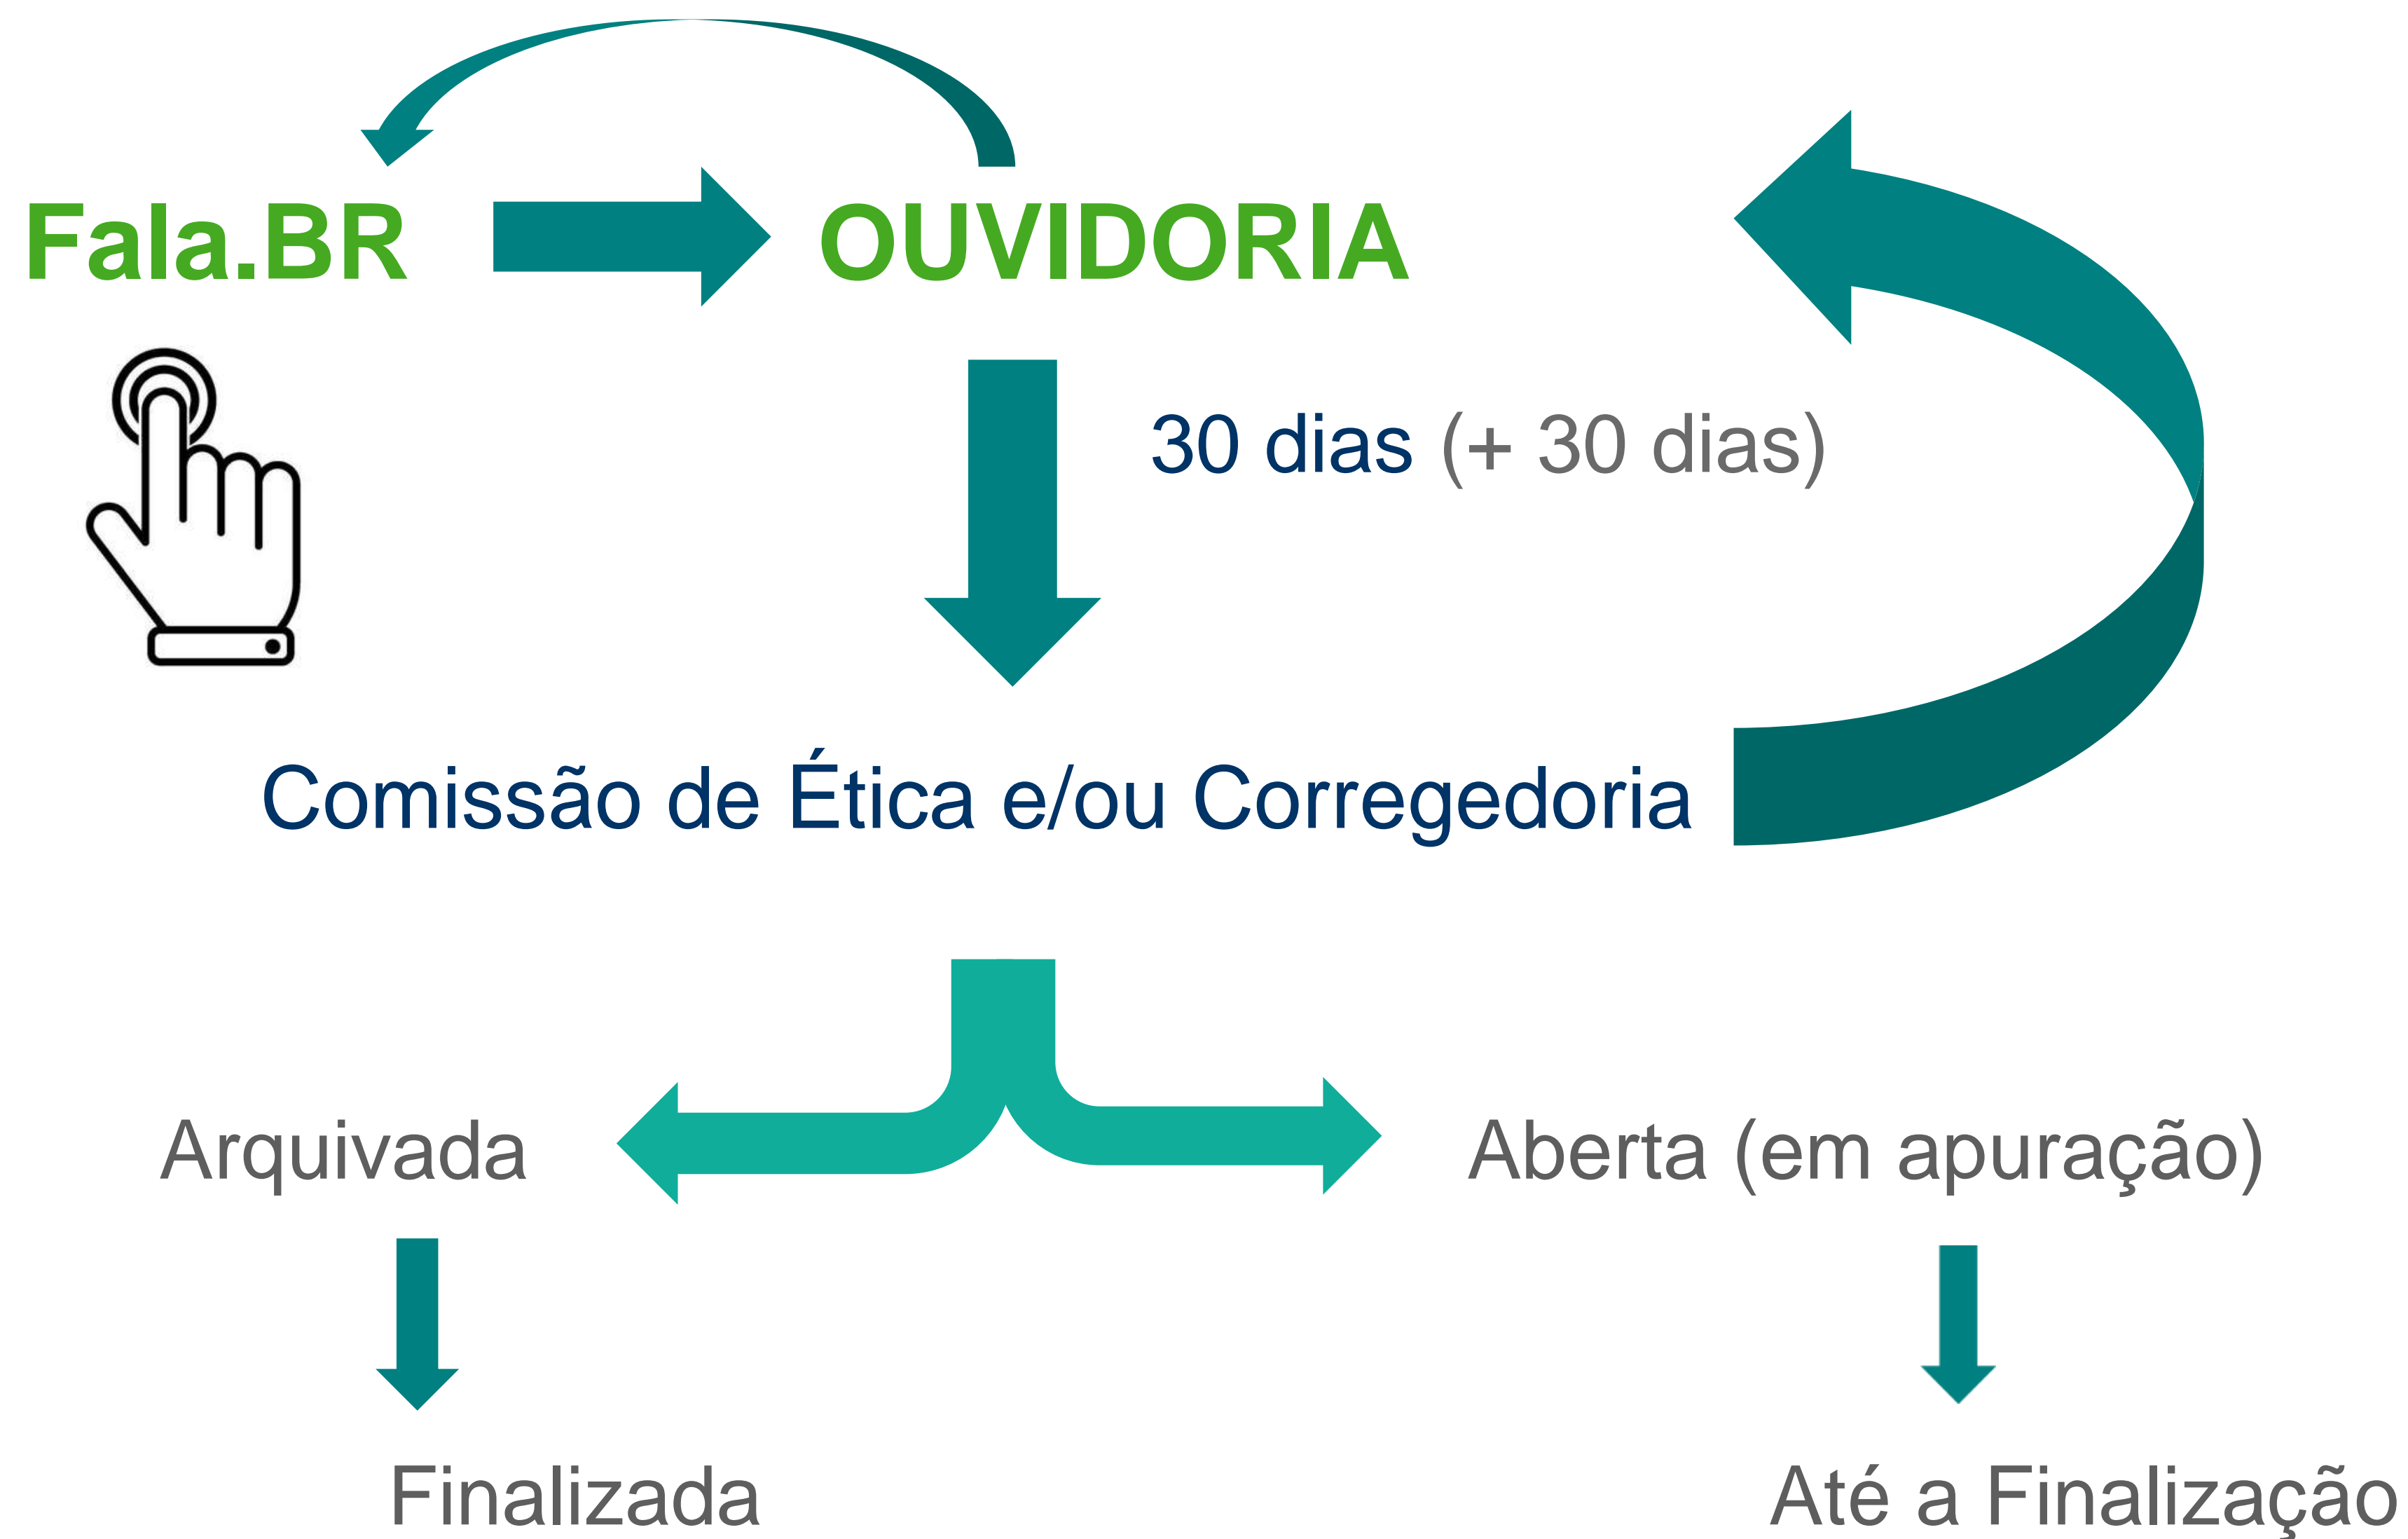 Fala.BR
OUVIDORIA
30 dias (+ 30 dias)
Comissão de Ética e/ou Corregedoria
Arquivada
Aberta (em apuração)
Finalizada
Até a Finalização